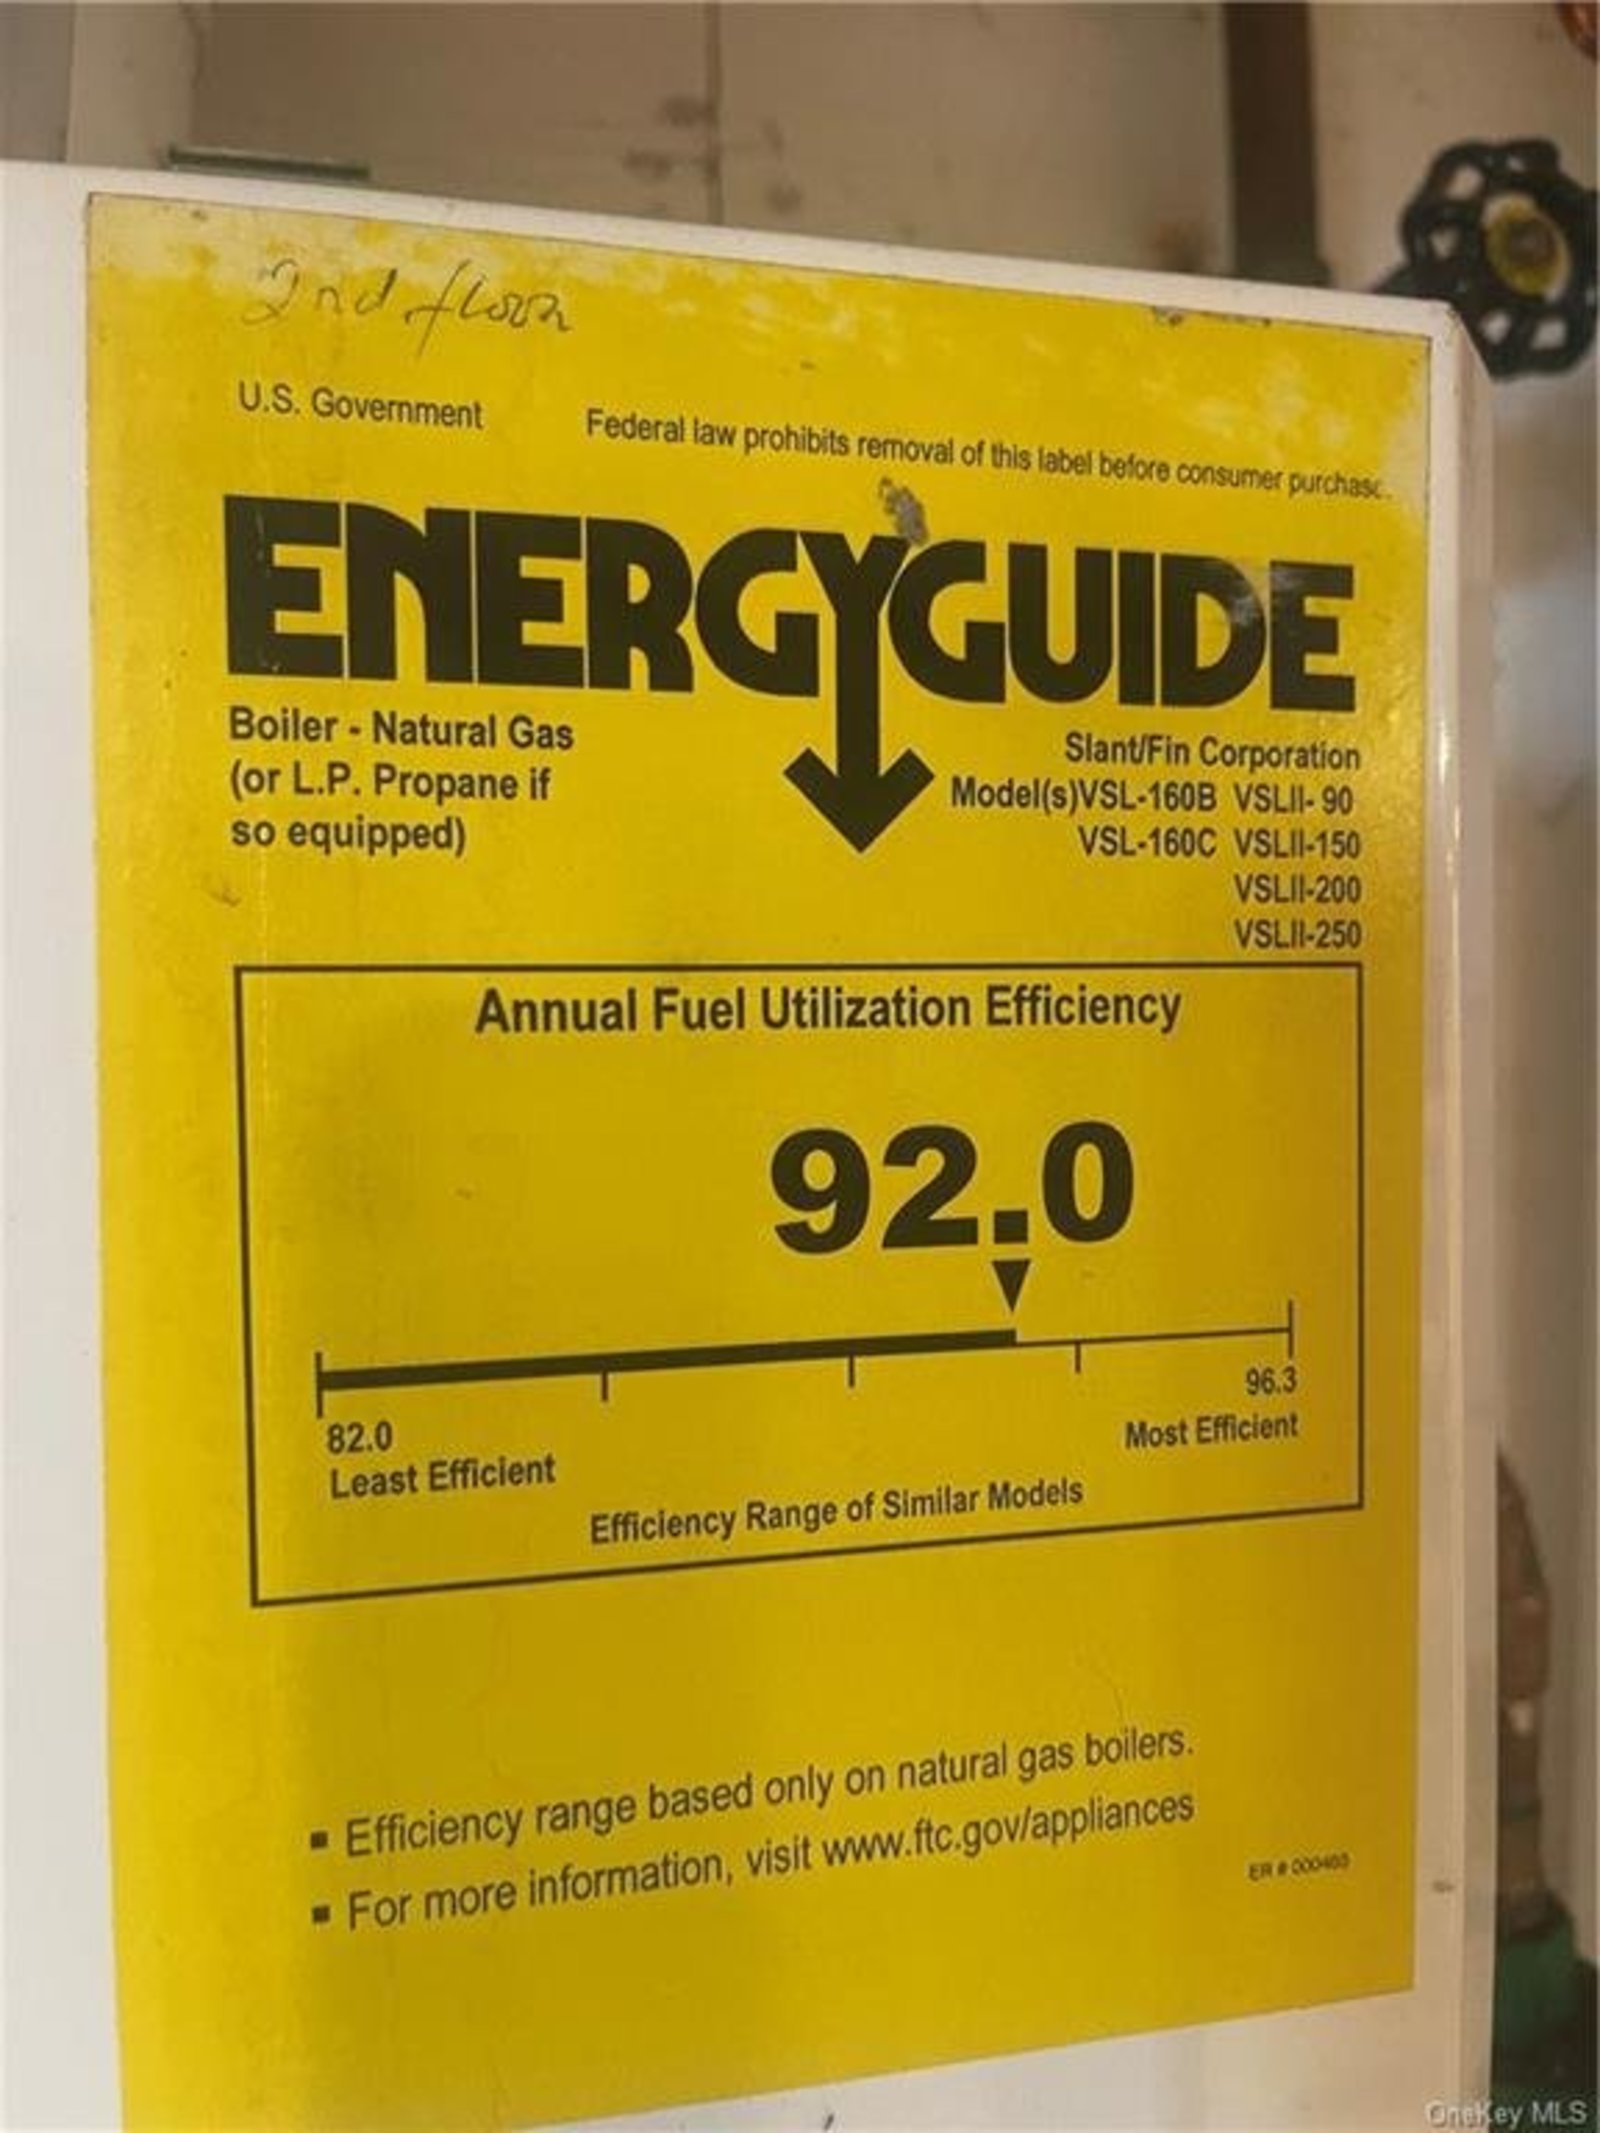 2nd floor
U.S. Government
Federal law prohibits removal of this label before consumer purchase.
ENERGYGUIDE
Boiler - Natural Gas
(or L.P. Propane if
so equipped)
Slant/Fin Corporation
Model(s)VSL-160B VSLII- 90
VSL-160C VSLII-150
VSLII-200
VSLII-250
Annual Fuel Utilization Efficiency
92.0
82.0
Least Efficient
96.3
Most Efficient
Efficiency Range of Similar Models
▪ Efficiency range based only on natural gas boilers.
▪ For more information, visit www.ftc.gov/appliances
ER #
OneKey MLS